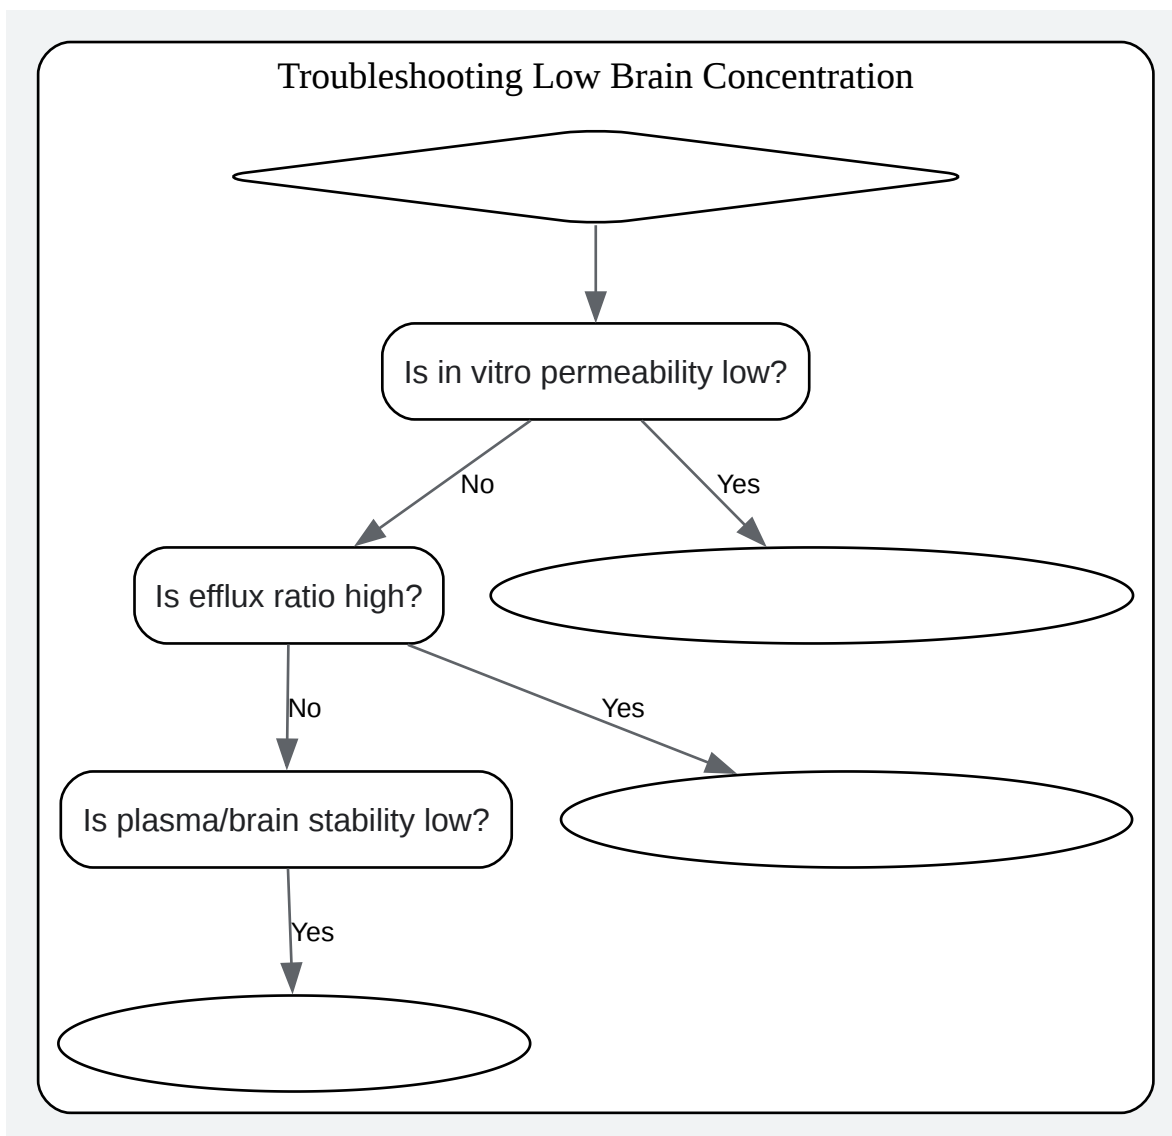 Troubleshooting Low Brain Concentration
Is in vitro permeability low?
No
Yes
Is efflux ratio high?
No
Yes
Is plasma/brain stability low?
Yes